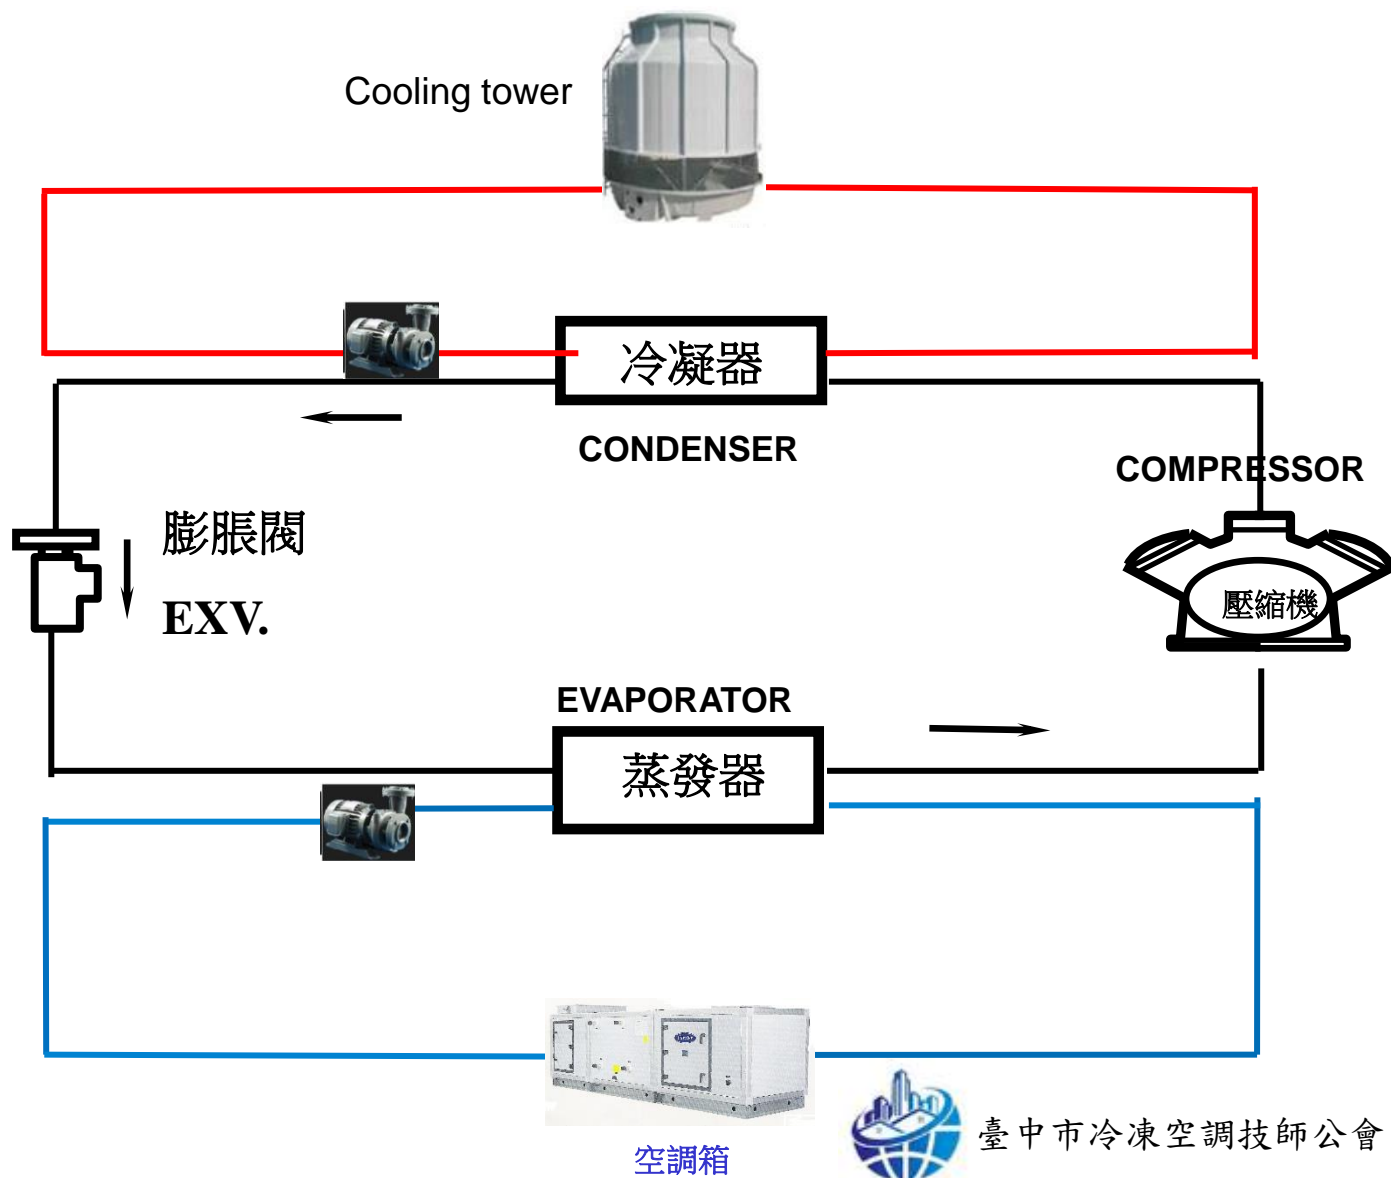 Cooling tower
冷凝器
CONDENSER
COMPRESSOR
膨脹閥
EXV.
壓縮機
EVAPORATOR
蒸發器
空調箱
臺中市冷凍空調技師公會